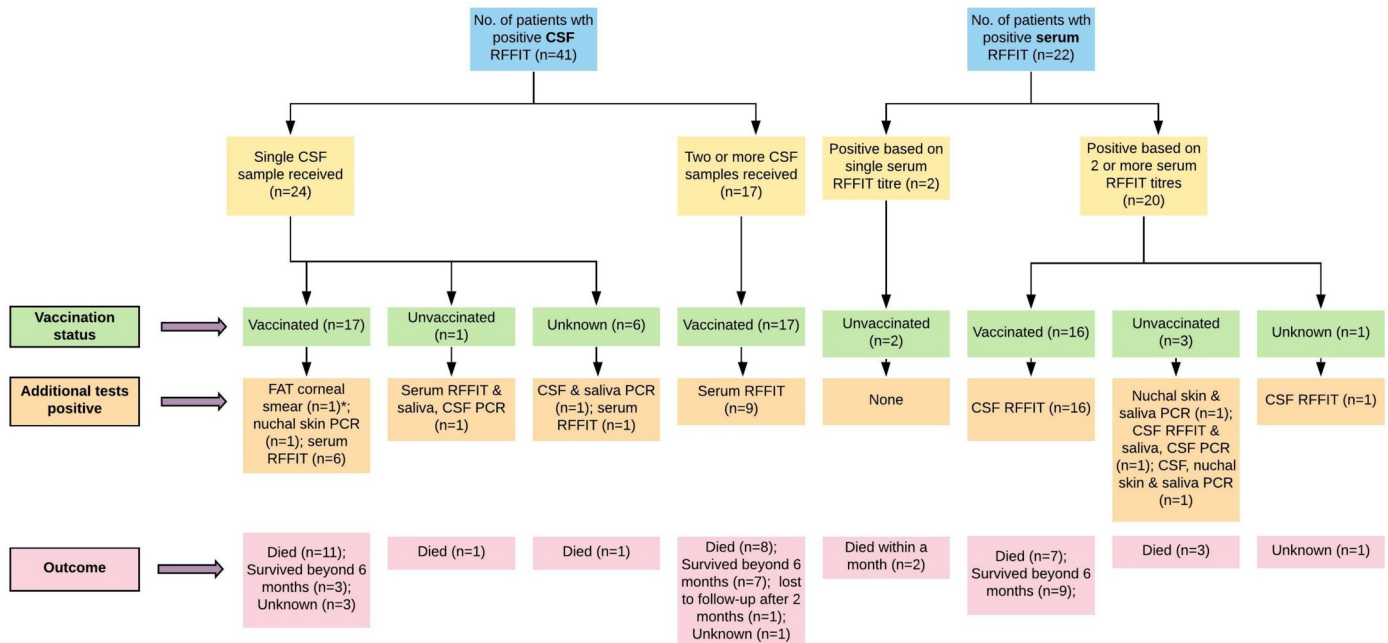 No. of patients wth
positive CSF
RFFIT (n=41)
No. of patients wth
positive serum
RFFIT (n=22)
Single CSF
sample received
(n=24)
Two or more CSF
samples received
(n=17)
Positive based on
single serum
RFFIT titre (n=2)
Positive based on
2 or more serum
RFFIT titres
(n=20)
Vaccination
status
Vaccinated (n=17)
Unvaccinated
(n=1)
Unknown (n=6)
Vaccinated (n=17)
Unvaccinated
(n=2)
Vaccinated (n=16)
Unvaccinated
(n=3)
Unknown (n=1)
Additional tests
positive
FAT corneal
smear (n=1)*;
nuchal skin PCR
(n=1); serum
RFFIT (n=6)
Serum RFFIT &
saliva, CSF PCR
(n=1)
CSF & saliva PCR
(n=1); serum
RFFIT (n=1)
Serum RFFIT
(n=9)
None
CSF RFFIT (n=16)
Nuchal skin &
saliva PCR (n=1);
CSF RFFIT &
saliva, CSF PCR
(n=1); CSF, nuchal
skin & saliva PCR
(n=1)
CSF RFFIT (n=1)
Outcome
Died (n=11);
Survived beyond 6
months (n=3);
Unknown (n=3)
Died (n=1)
Died (n=1)
Died (n=8);
Survived beyond 6
months (n=7); lost
to follow-up after 2
months (n=1);
Unknown (n=1)
Died within a
month (n=2)
Died (n=7);
Survived beyond 6
months (n=9);
Died (n=3)
Unknown (n=1)